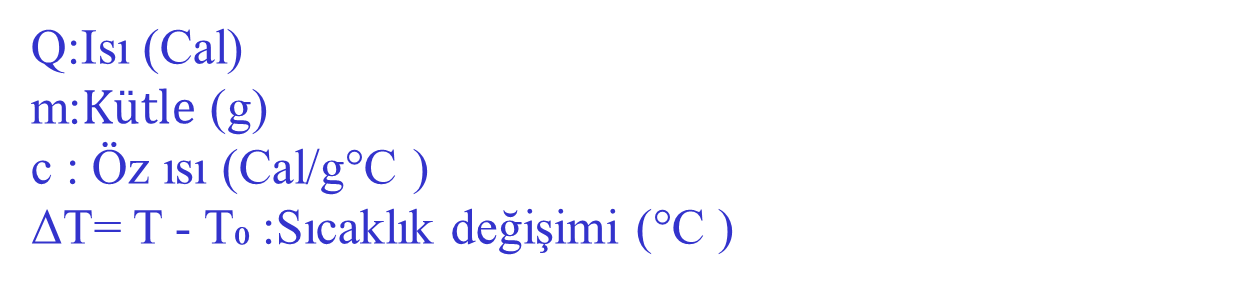 Q:Isı (Cal)
m:Kütle (g)
c : Öz ısı (Cal/g°C )
ΔT= T - T₀ :Sıcaklık değişimi (°C )